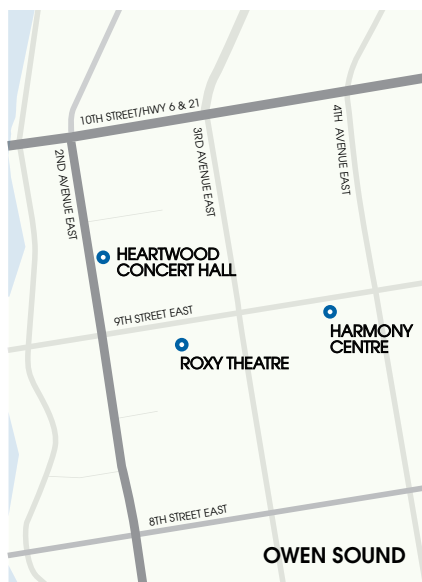 10TH STREET/HWY 6 & 21
2ND AVENUE EAST
3RD AVENUE EAST
4TH AVENUE EAST
HEARTWOOD
CONCERT HALL
9TH STREET EAST
HARMONY
CENTRE
ROXY THEATRE
8TH STREET EAST
OWEN SOUND